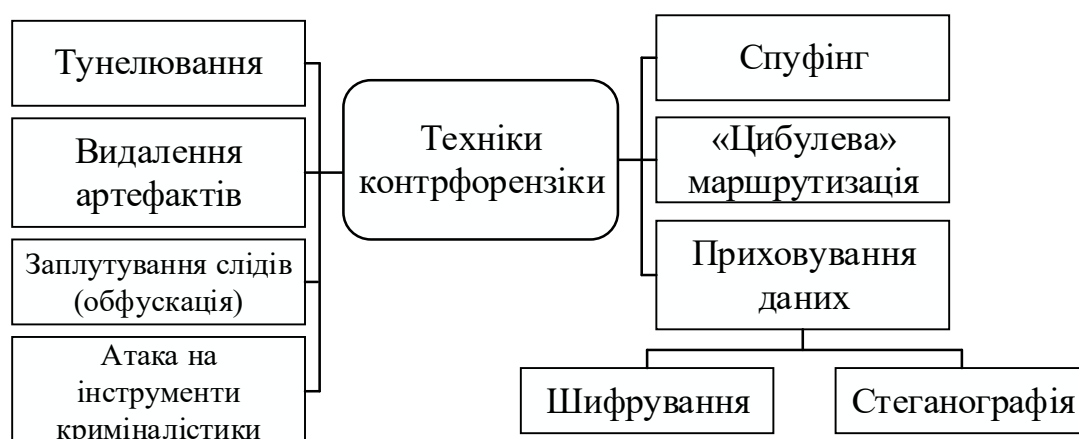 Тунелювання
Видалення
артефактів
Заплутування слідів
(обфускація)
Атака на
інструменти
криміналістики
Техніки
контрфорензіки
Спуфінг
«Цибулева»
маршрутизація
Приховування
даних
Шифрування
Стеганографія